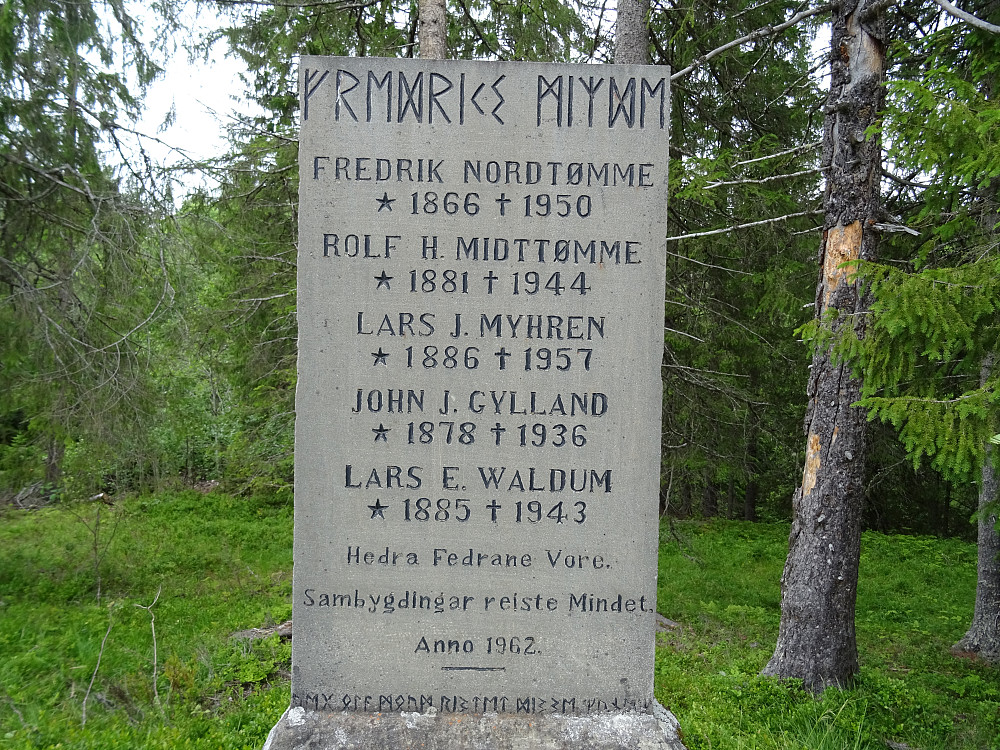 FREDRIK NORDTØMME
★ 1866 ✝ 1950
ROLF H. MIDTTØMME
★ 1881 ✝ 1944
LARS J. MYHREN
★ 1886 ✝ 1957
JOHN J. GYLLAND
★ 1878 ✝ 1936
LARS E. WALDUM
★ 1885 ✝ 1943
Hedra Fedrane Vore.
Sambygdingar reiste Mindet.
Anno 1962.